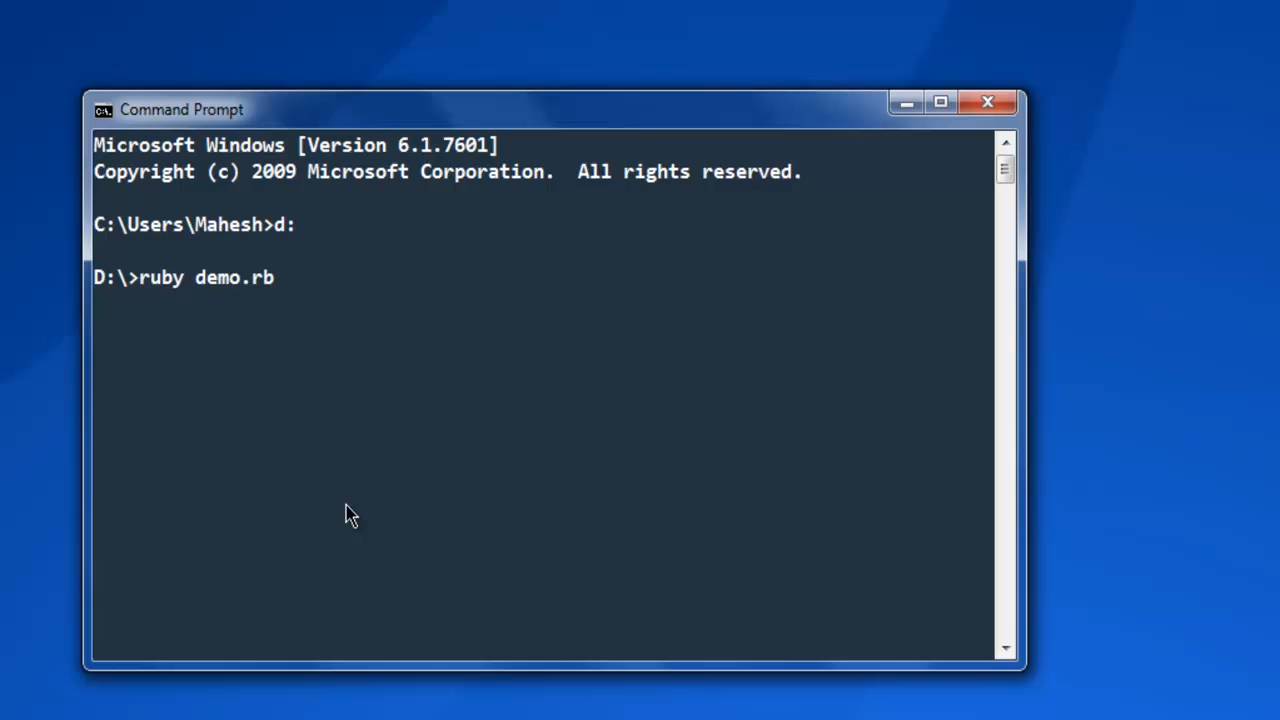 Command Prompt
Microsoft Windows [Version 6.1.7601]
Copyright (c) 2009 Microsoft Corporation.  All rights reserved.
C:\Users\Mahesh>d:
D:\>ruby demo.rb